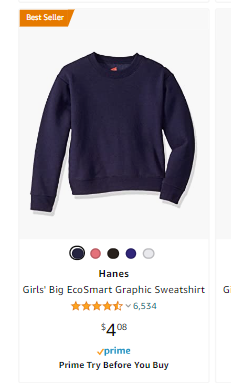 Best Seller
Hanes
Girls' Big EcoSmart Graphic Sweatshirt
6,534
$4.08
prime
Prime Try Before You Buy
G